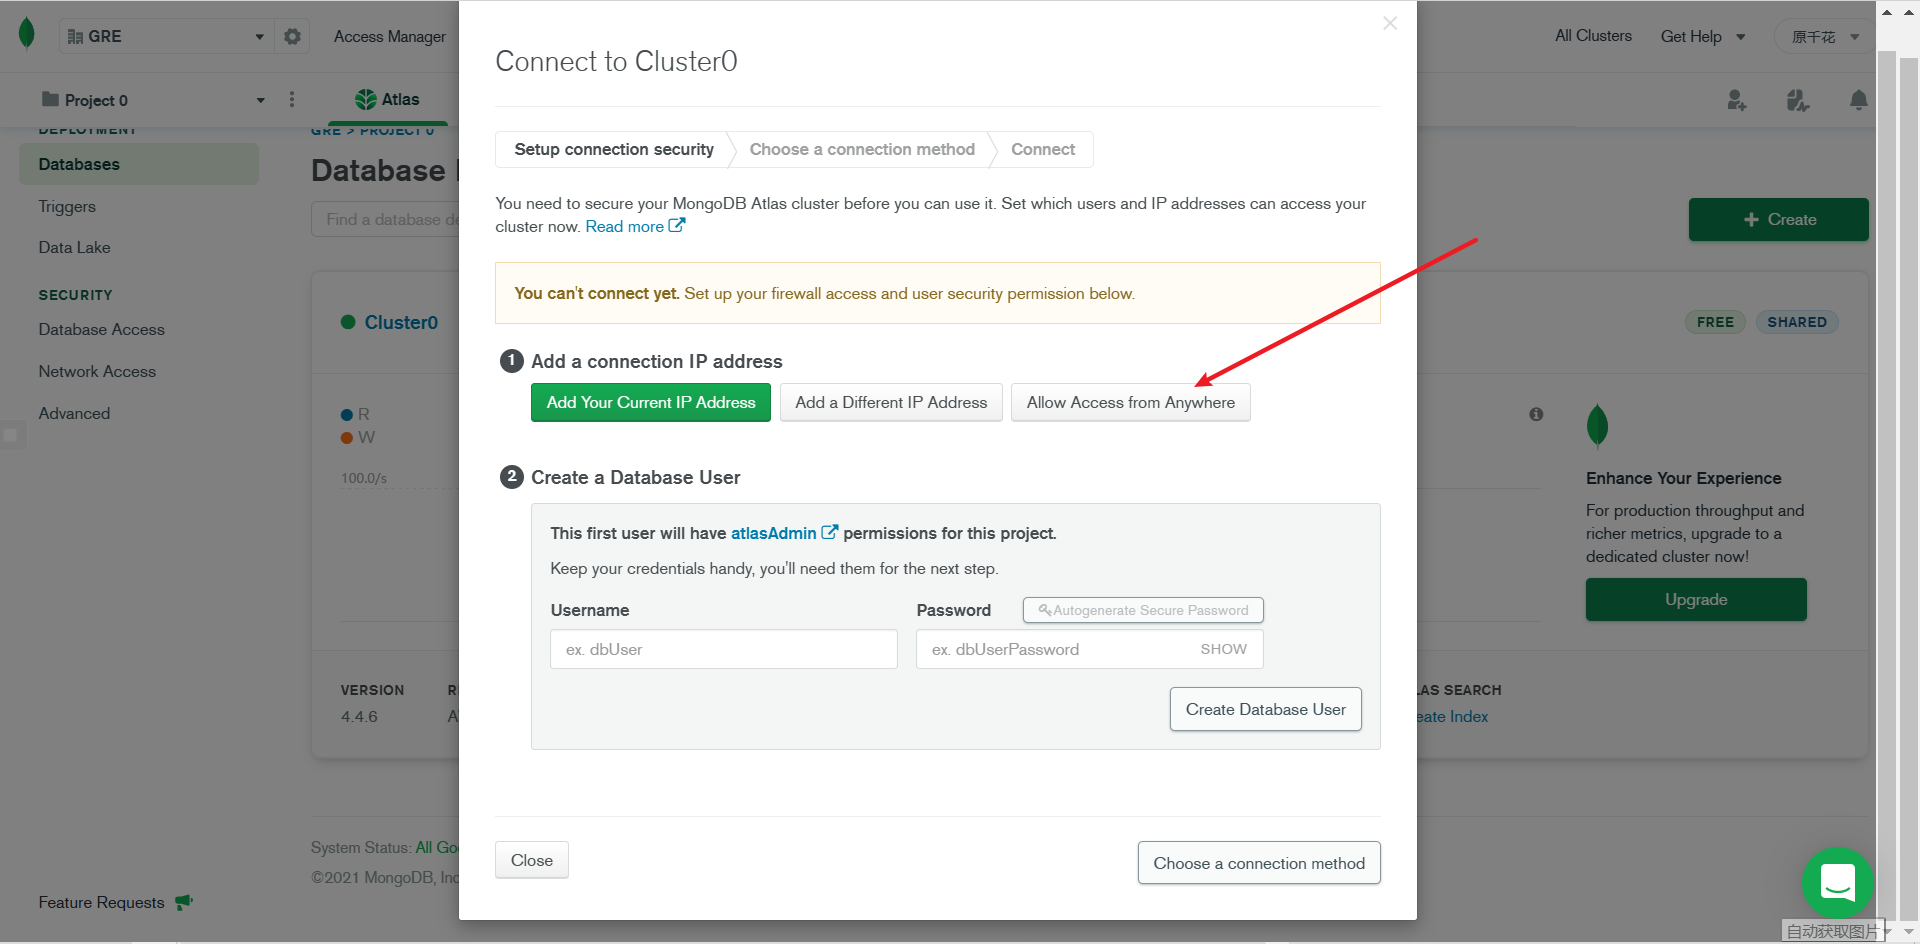 GRE
Access Manager
All Clusters
Get Help
原千花
Project 0
Atlas
DEPLOYMENT
Databases
Triggers
Data Lake
SECURITY
Database Access
Network Access
Advanced
Feature Requests
GRE > PROJECT 0
Database
Find a database de
Create
Cluster0
FREE
SHARED
R
W
100.0/s
VERSION
4.4.6
Enhance Your Experience
For production throughput and
richer metrics, upgrade to a
dedicated cluster now!
Upgrade
LAS SEARCH
eate Index
System Status: All Go
©2021 MongoDB, Inc
Connect to Cluster0
Setup connection security
Choose a connection method
Connect
You need to secure your MongoDB Atlas cluster before you can use it. Set which users and IP addresses can access your
cluster now. Read more
You can't connect yet. Set up your firewall access and user security permission below.
1 Add a connection IP address
Add Your Current IP Address
Add a Different IP Address
Allow Access from Anywhere
2 Create a Database User
This first user will have atlasAdmin permissions for this project.
Keep your credentials handy, you'll need them for the next step.
Username
Password
Autogenerate Secure Password
ex. dbUser
ex. dbUserPassword
SHOW
Create Database User
Close
Choose a connection method
自动获取图片